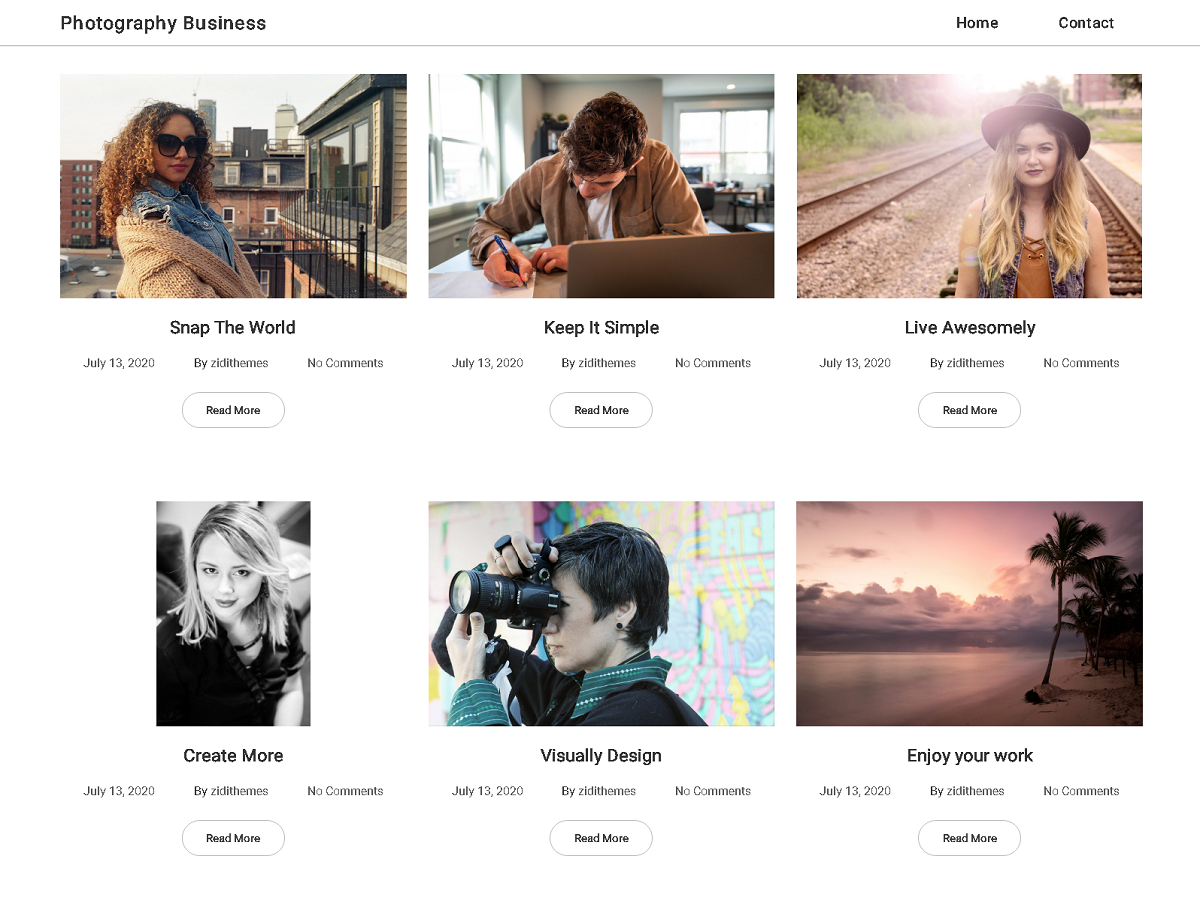 Photography Business
Home
Contact
Snap The World
July 13, 2020 By zidithemes No Comments
Read More
Keep It Simple
July 13, 2020 By zidithemes No Comments
Read More
Live Awesomely
July 13, 2020 By zidithemes No Comments
Read More
Create More
July 13, 2020 By zidithemes No Comments
Read More
Visually Design
July 13, 2020 By zidithemes No Comments
Read More
Enjoy your work
July 13, 2020 By zidithemes No Comments
Read More